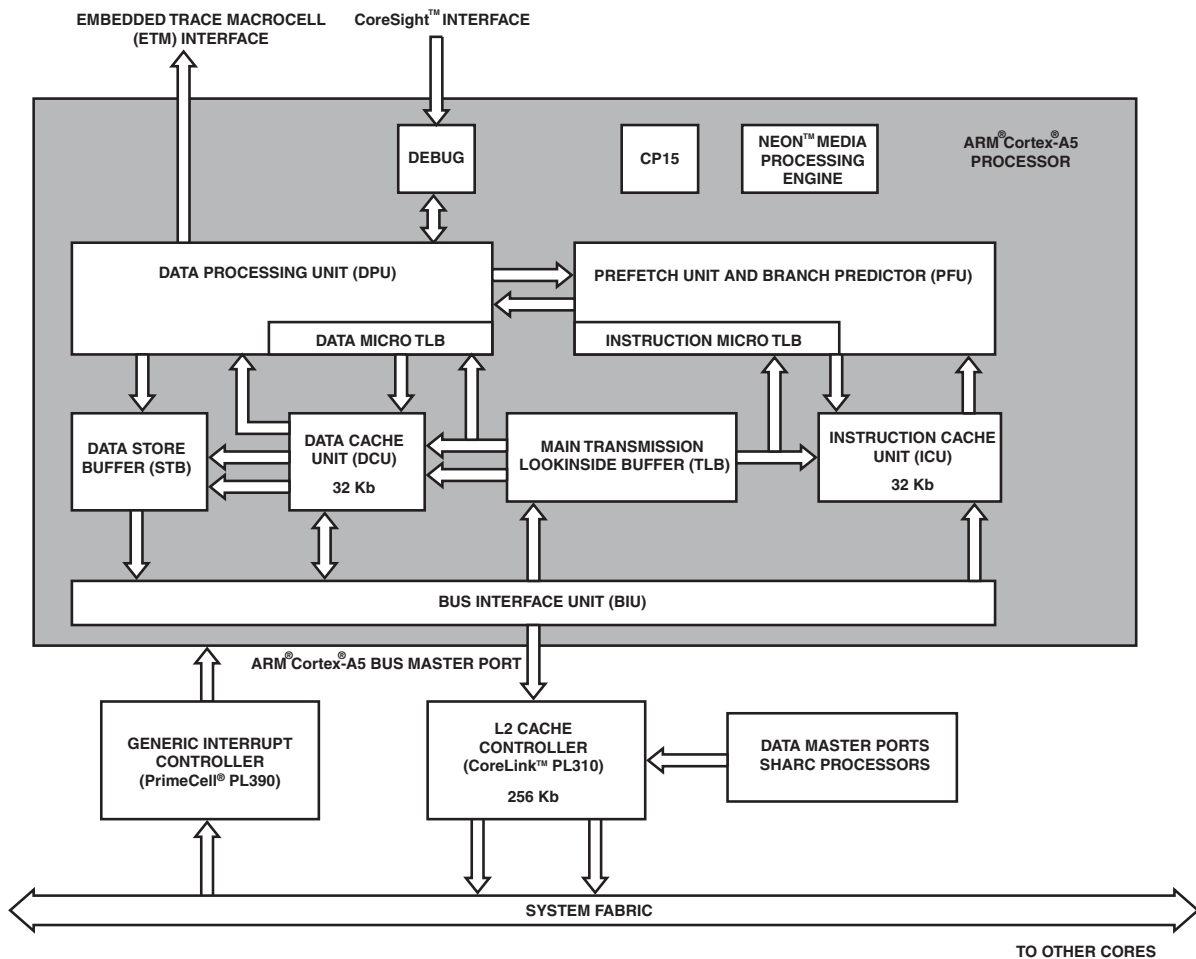 EMBEDDED TRACE MACROCELL
(ETM) INTERFACE
CoreSight™ INTERFACE
DEBUG
CP15
NEON™ MEDIA
PROCESSING
ENGINE
ARM® Cortex®-A5
PROCESSOR
DATA PROCESSING UNIT (DPU)
PREFETCH UNIT AND BRANCH PREDICTOR (PFU)
DATA MICRO TLB
INSTRUCTION MICRO TLB
DATA STORE
BUFFER (STB)
DATA CACHE
UNIT (DCU)
32 Kb
MAIN TRANSMISSION
LOOKINSIDE BUFFER (TLB)
INSTRUCTION CACHE
UNIT (ICU)
32 Kb
BUS INTERFACE UNIT (BIU)
ARM® Cortex®-A5 BUS MASTER PORT
GENERIC INTERRUPT
CONTROLLER
(PrimeCell® PL390)
L2 CACHE
CONTROLLER
(CoreLink™ PL310)
256 Kb
DATA MASTER PORTS
SHARC PROCESSORS
SYSTEM FABRIC
TO OTHER CORES